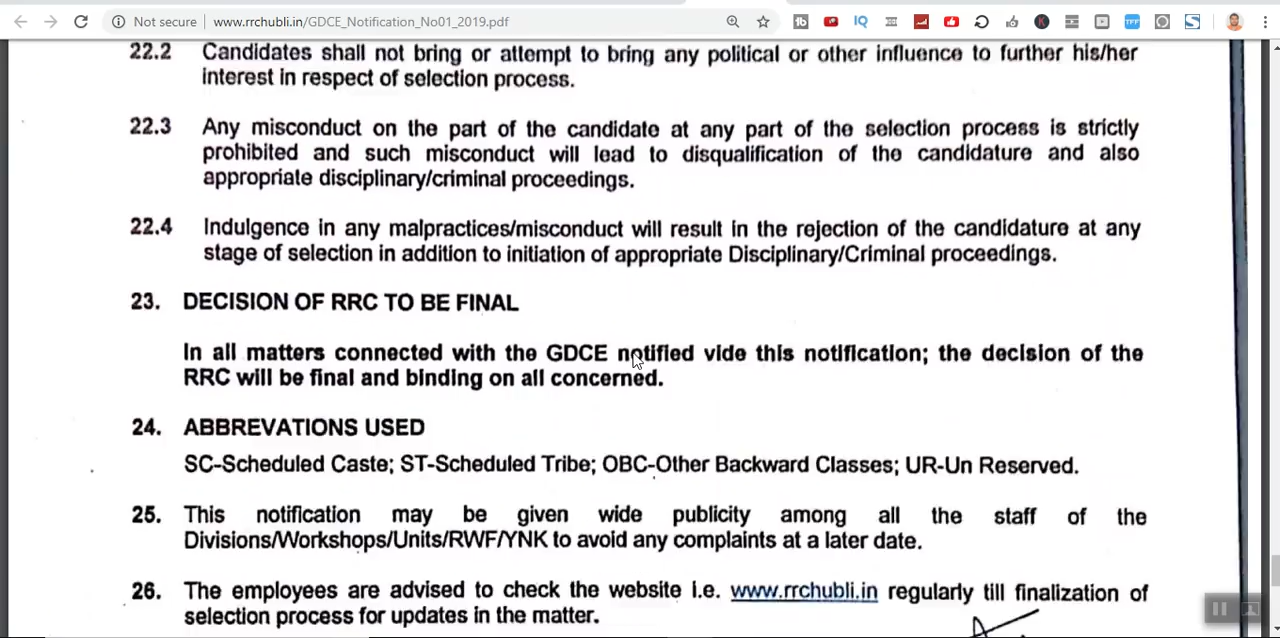 Not secure | www.rrchubli.in/GDCE_Notification_No01_2019.pdf
22.2 Candidates shall not bring or attempt to bring any political or other influence to further his/her
interest in respect of selection process.
22.3 Any misconduct on the part of the candidate at any part of the selection process is strictly
prohibited and such misconduct will lead to disqualification of the candidature and also
appropriate disciplinary/criminal proceedings.
22.4 Indulgence in any malpractices/misconduct will result in the rejection of the candidature at any
stage of selection in addition to initiation of appropriate Disciplinary/Criminal proceedings.
23. DECISION OF RRC TO BE FINAL
In all matters connected with the GDCE notified vide this notification; the decision of the
RRC will be final and binding on all concerned.
24. ABBREVATIONS USED
SC-Scheduled Caste; ST-Scheduled Tribe; OBC-Other Backward Classes; UR-Un Reserved.
25. This notification may be given wide publicity among all the staff of the
Divisions/Workshops/Units/RWF/YNK to avoid any complaints at a later date.
26. The employees are advised to check the website i.e. www.rrchubli.in regularly till finalization of
selection process for updates in the matter.